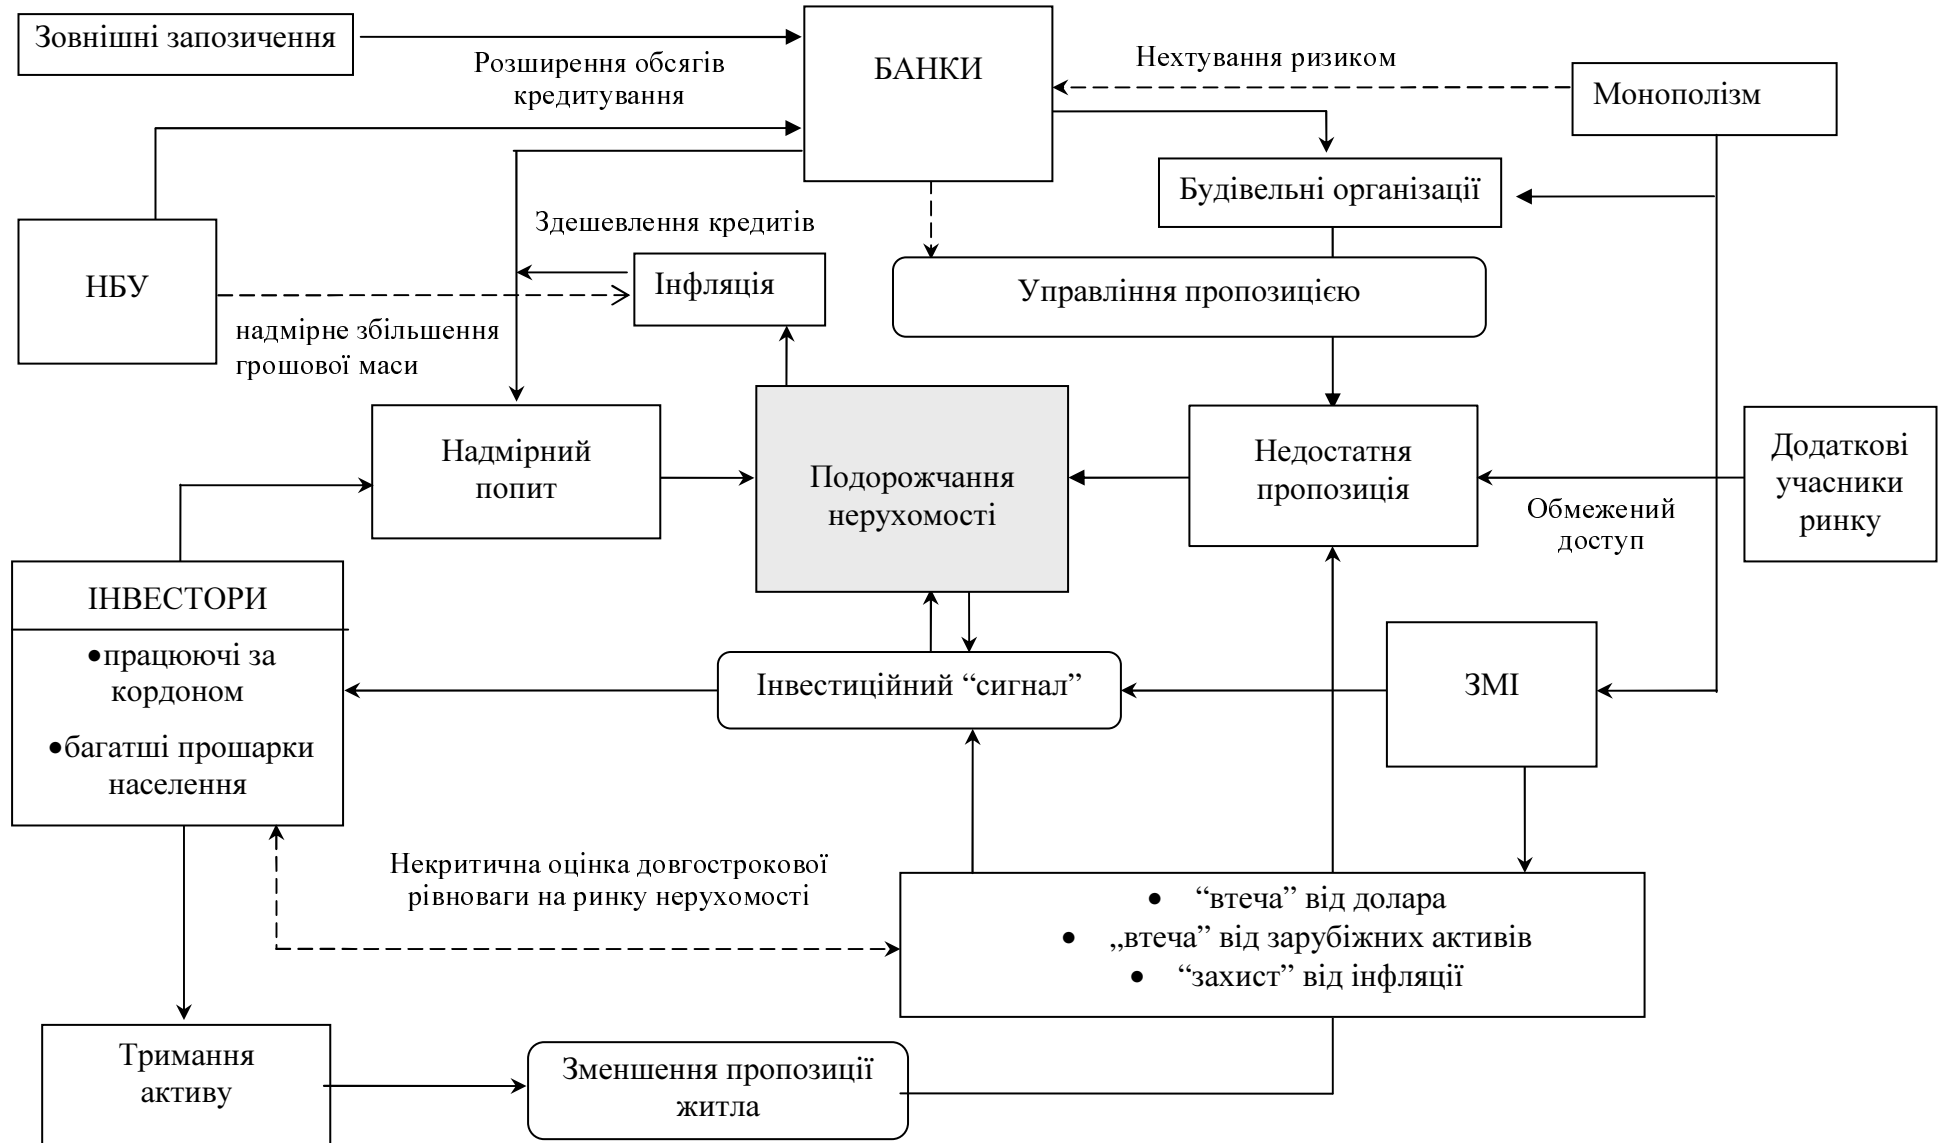 Зовнішні запозичення
Розширення обсягів
кредитування
БАНКИ
Нехтування ризиком
Монополізм
Будівельні організації
Здешевлення кредитів
НБУ
Інфляція
Управління пропозицією
надмірне збільшення
грошової маси
Надмірний
попит
Подорожчання
нерухомості
Недостатня
пропозиція
Додаткові
учасники
ринку
Обмежений
доступ
ІНВЕСТОРИ
•працюючі за
кордоном
•багатші прошарки
населення
Інвестиційний “сигнал”
ЗМІ
Некритична оцінка довгострокової
рівноваги на ринку нерухомості
• “втеча” від долара
• „втеча” від зарубіжних активів
• “захист” від інфляції
Тримання
активу
Зменшення пропозиції
житла